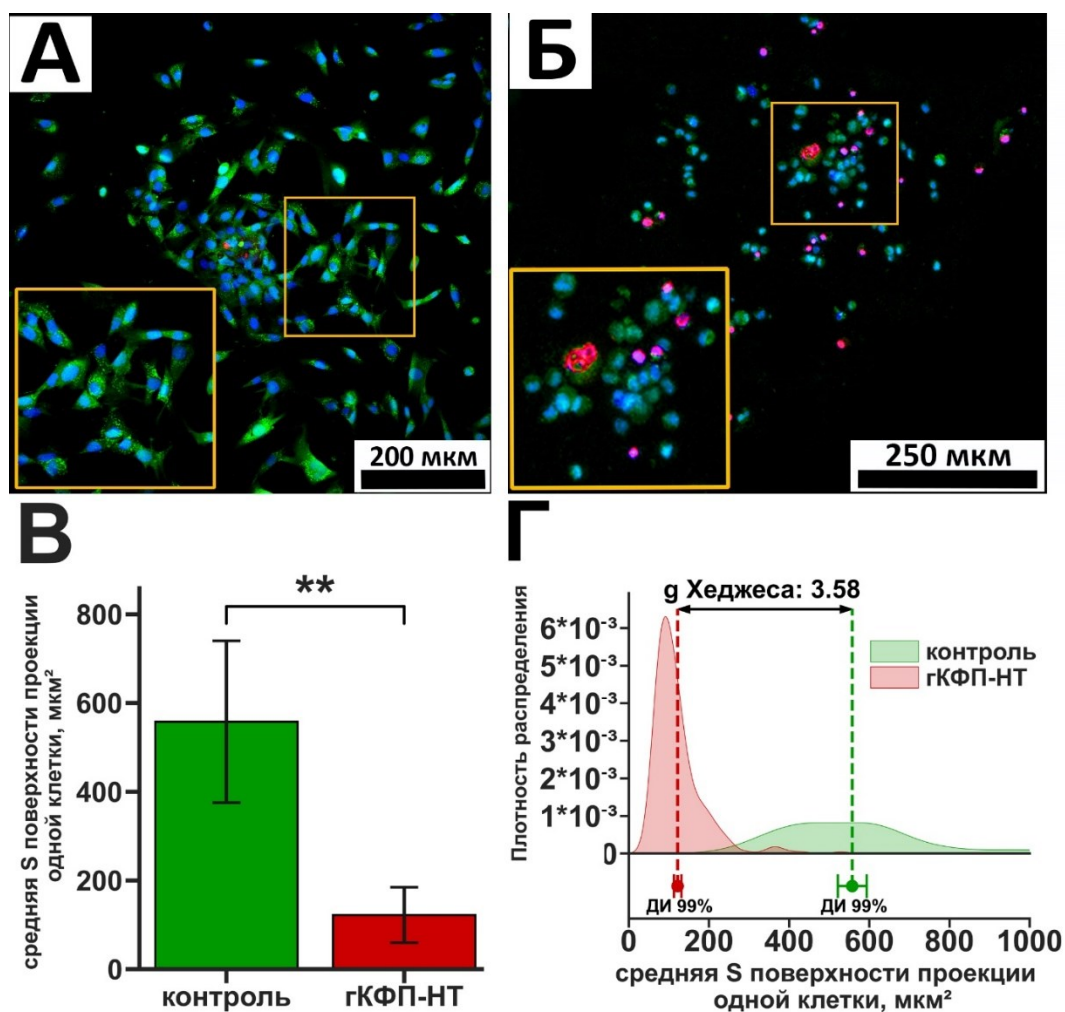 А
Б
200 мкм
250 мкм
В
Г
средняя S поверхности проекции
одной клетки, мкм²
800
600
400
200
0
**
контроль
гКФП-НТ
Плотность распределения
g Хеджеса: 3.58
6*10⁻³
5*10⁻³
4*10⁻³
3*10⁻³
2*10⁻³
1*10⁻³
0
контроль
гКФП-НТ
ДИ 99%
ДИ 99%
0 200 400 600 800 1000
средняя S поверхности проекции
одной клетки, мкм²